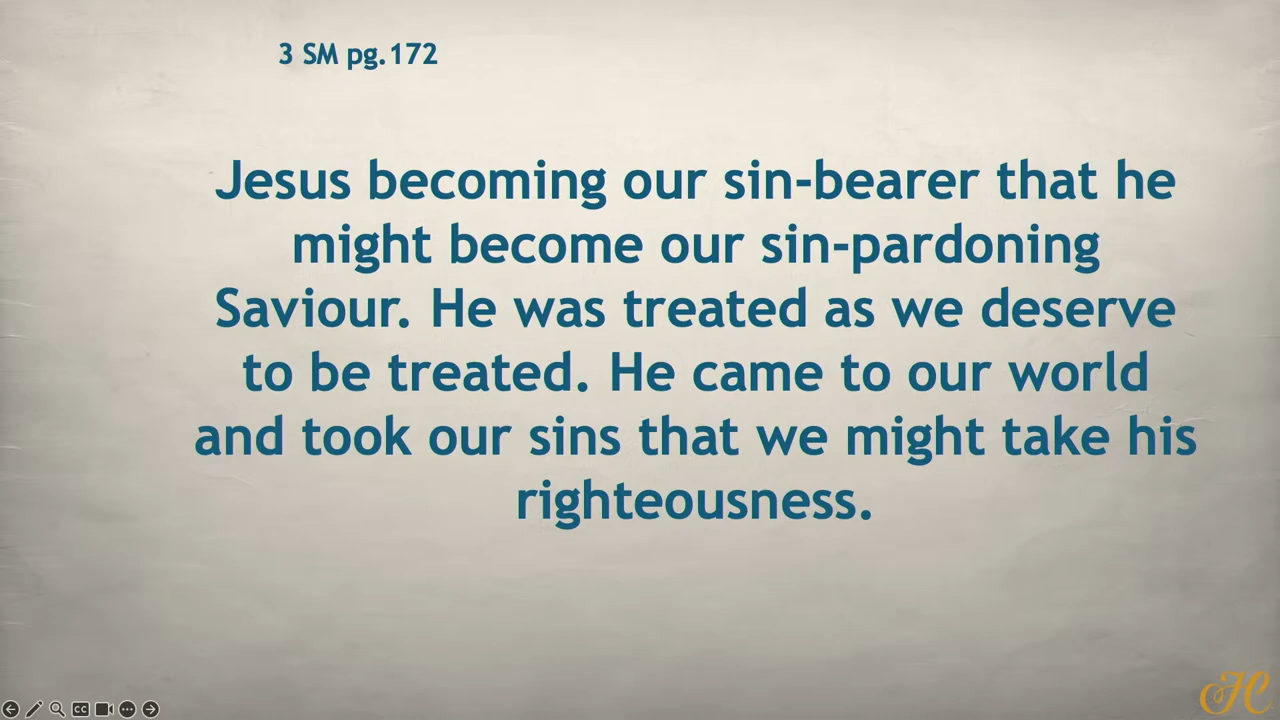 3 SM pg.172
Jesus becoming our sin-bearer that he
might become our sin-pardoning
Saviour. He was treated as we deserve
to be treated. He came to our world
and took our sins that we might take his
righteousness.
CC